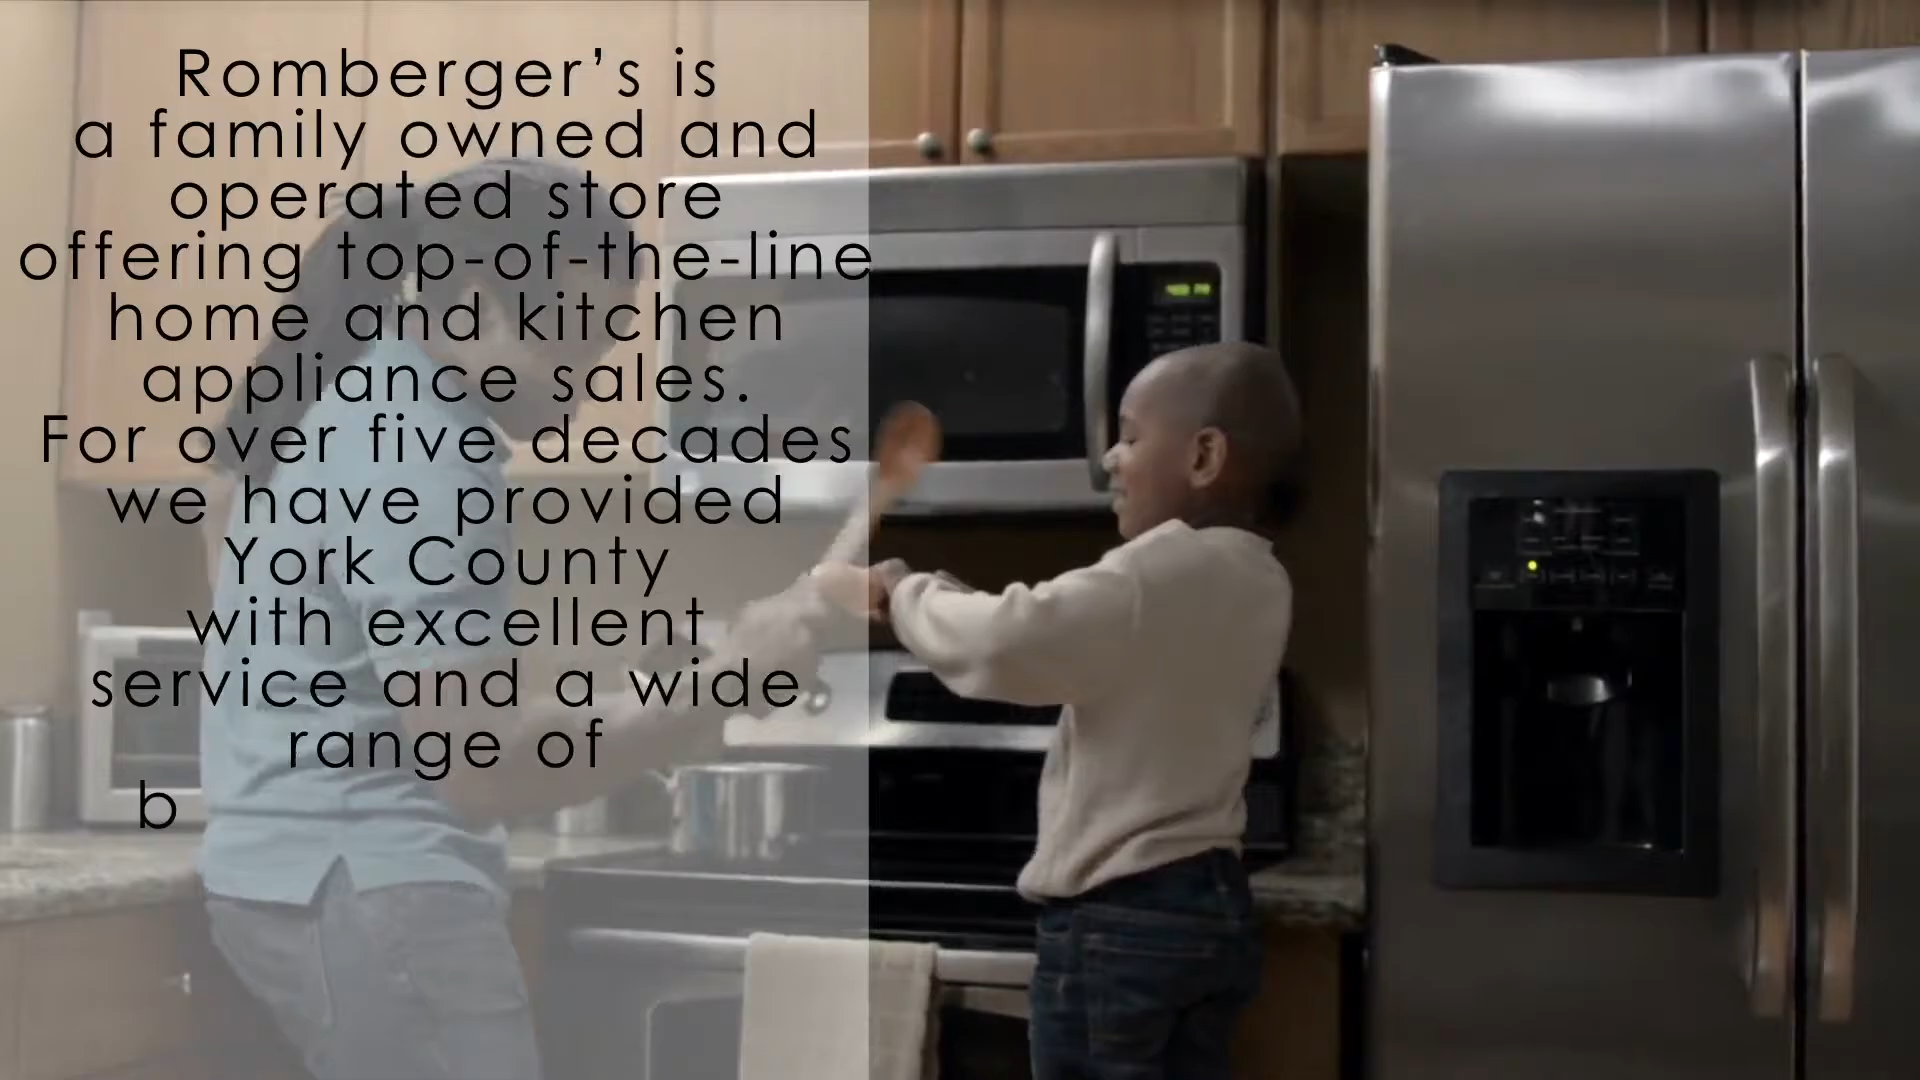 Romberger’s is
a family owned and
operated store
offering top-of-the-line
home and kitchen
appliance sales.
For over five decades
we have provided
York County
with excellent
service and a wide
range of
b